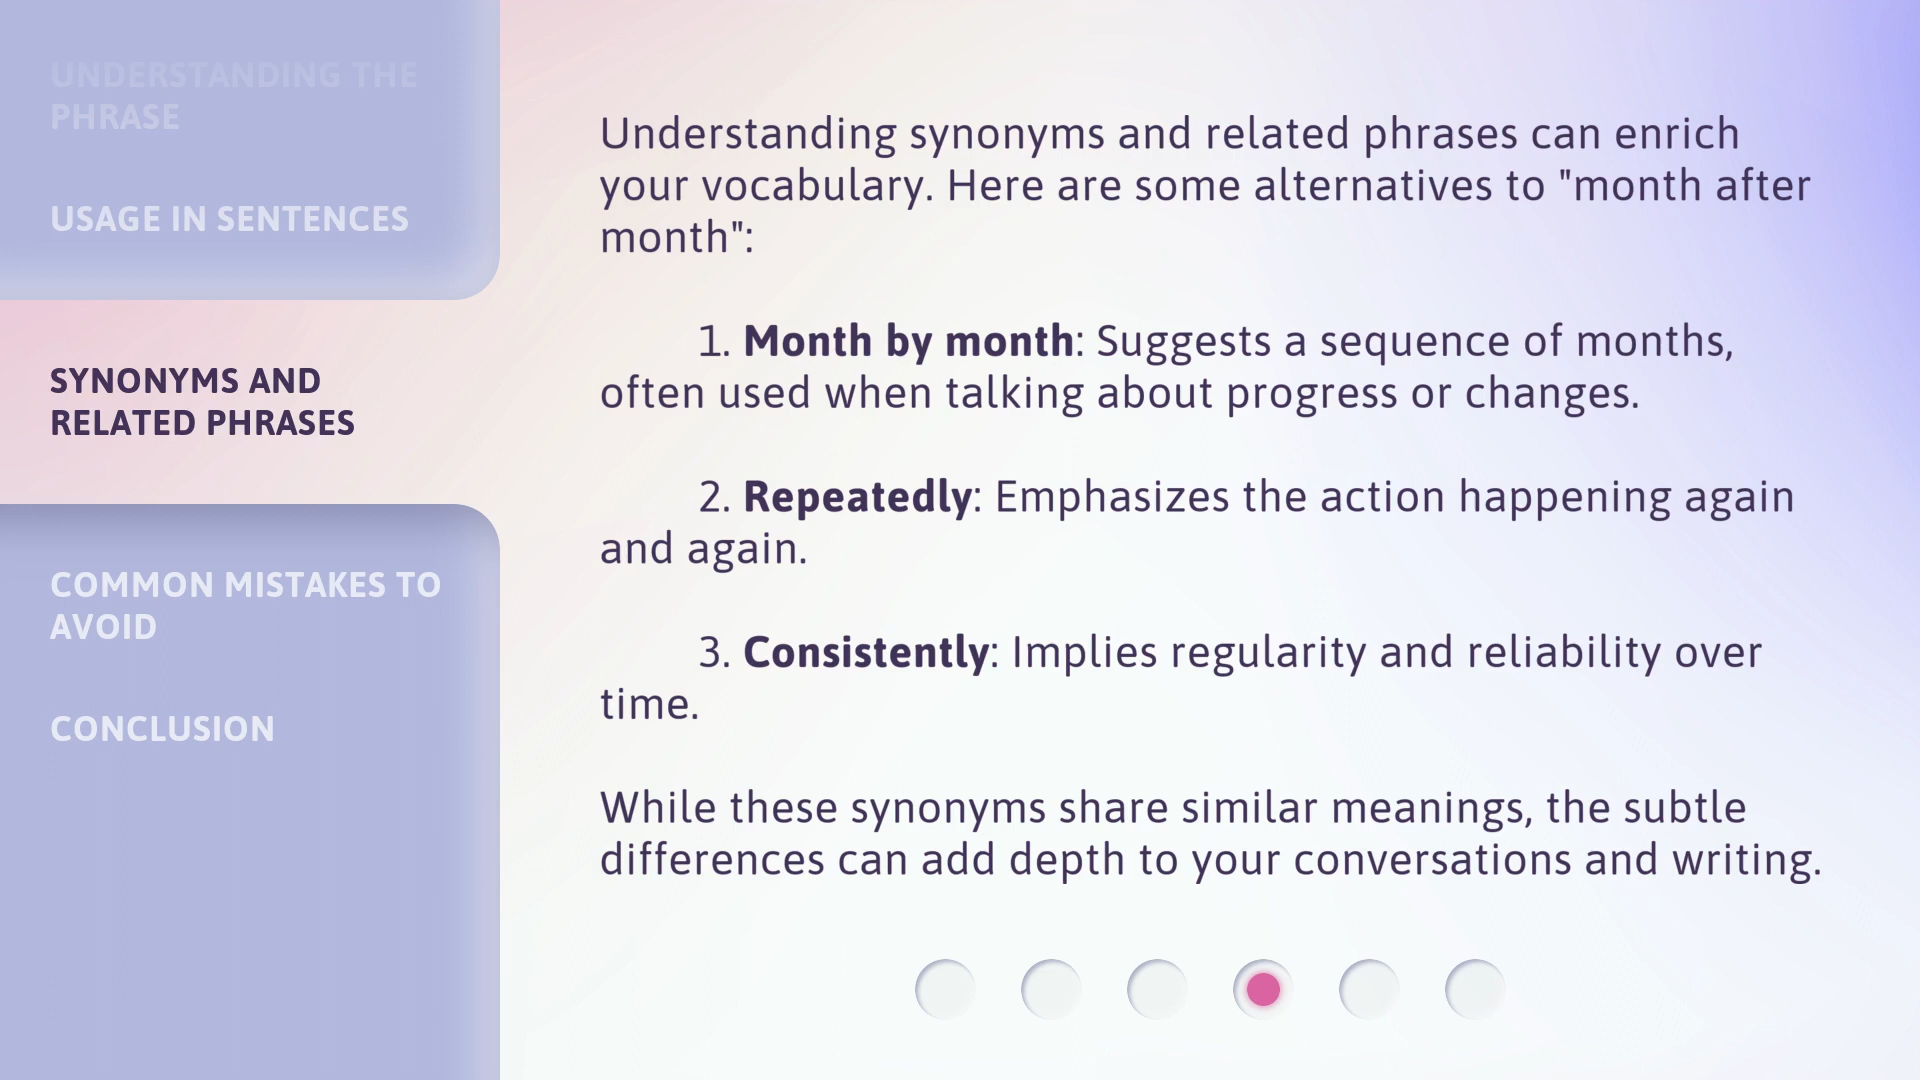 UNDERSTANDING THE
PHRASE
USAGE IN SENTENCES
SYNONYMS AND
RELATED PHRASES
COMMON MISTAKES TO
AVOID
CONCLUSION
Understanding synonyms and related phrases can enrich
your vocabulary. Here are some alternatives to "month after
month":
1. Month by month: Suggests a sequence of months,
often used when talking about progress or changes.
2. Repeatedly: Emphasizes the action happening again
and again.
3. Consistently: Implies regularity and reliability over
time.
While these synonyms share similar meanings, the subtle
differences can add depth to your conversations and writing.